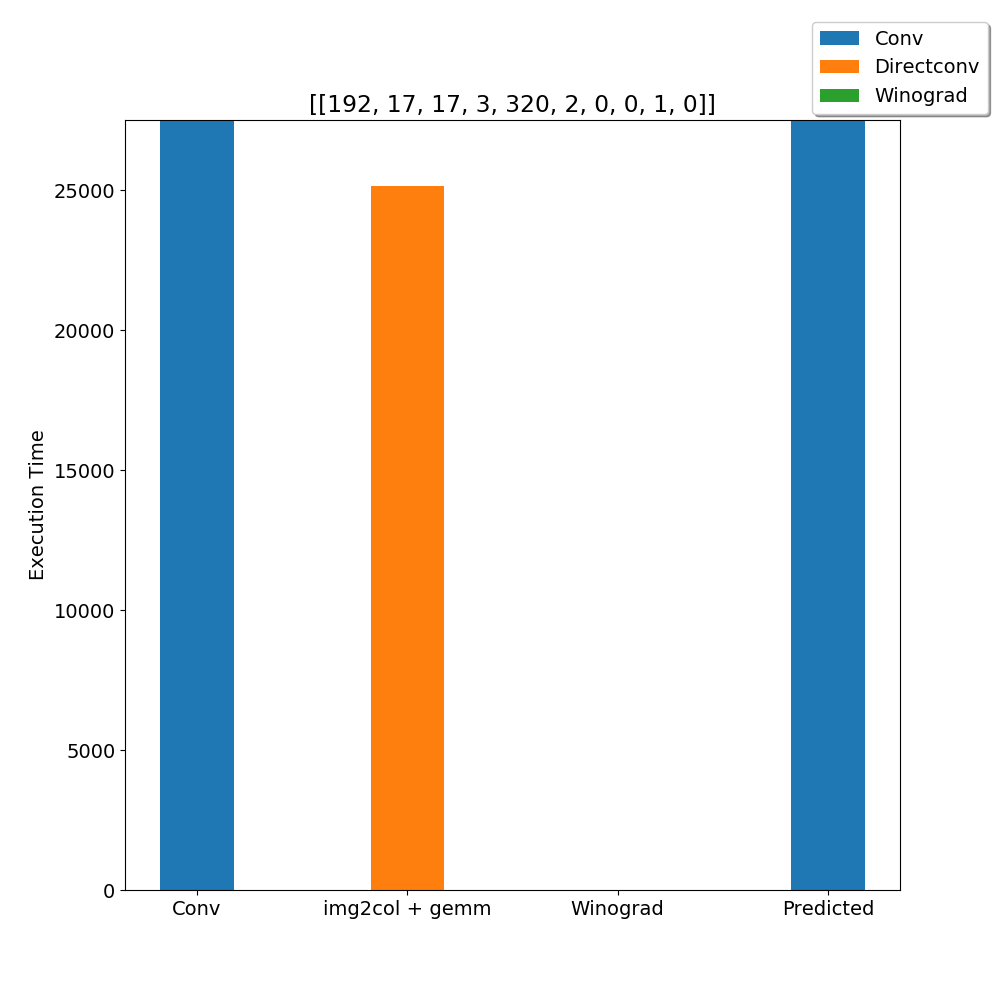 Conv
Directconv
Winograd
[[192, 17, 17, 3, 320, 2, 0, 0, 1, 0]]
Execution Time
25000
20000
15000
10000
5000
0
Conv
img2col + gemm
Winograd
Predicted